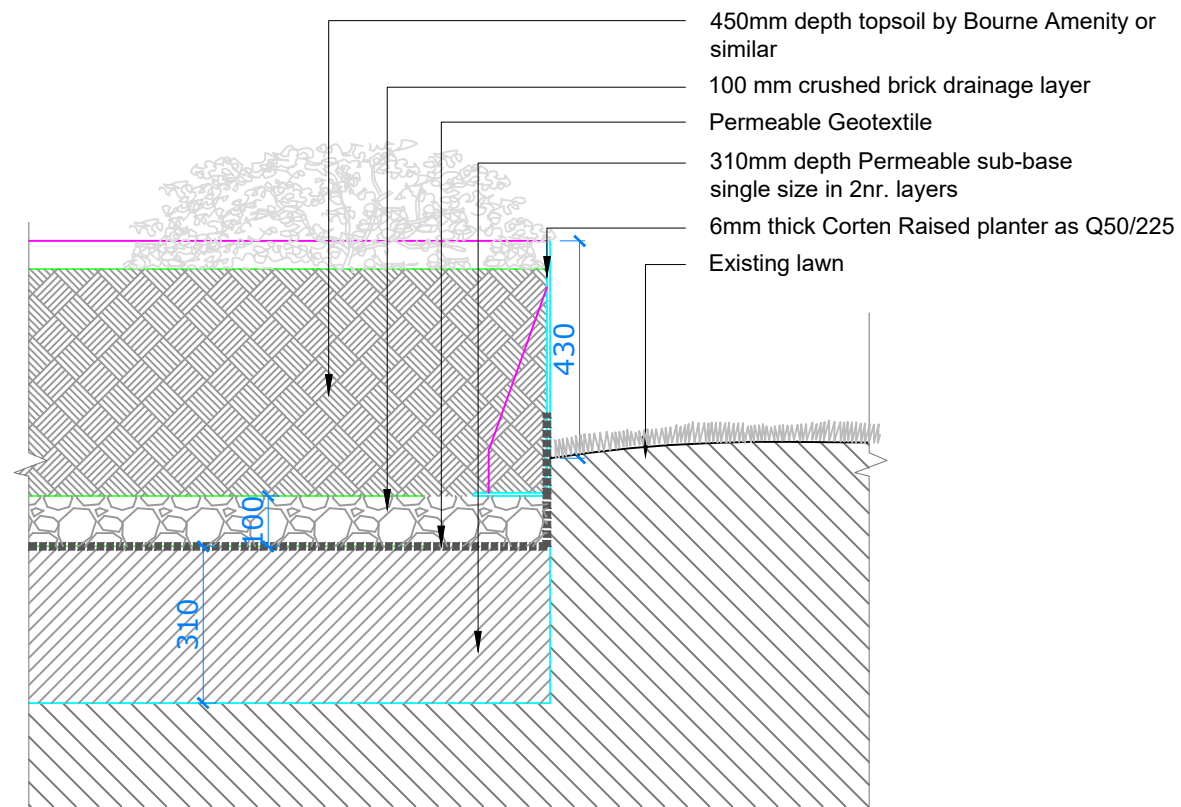 450mm depth topsoil by Bourne Amenity or
similar
100 mm crushed brick drainage layer
Permeable Geotextile
310mm depth Permeable sub-base
single size in 2nr. layers
6mm thick Corten Raised planter as Q50/225
Existing lawn
430
100
310